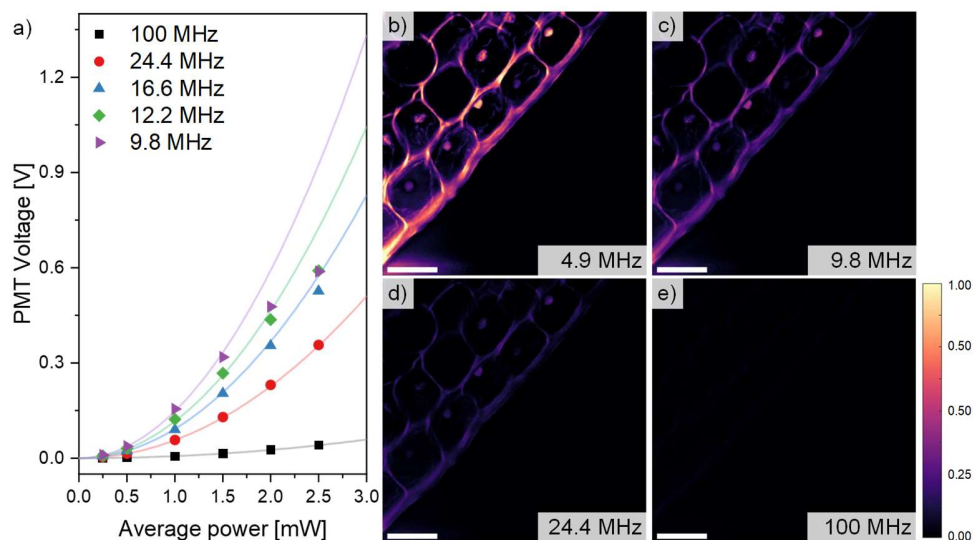 a)
100 MHz
24.4 MHz
16.6 MHz
12.2 MHz
9.8 MHz
1.2
0.9
0.6
0.3
0.0
PMT Voltage [V]
0.0 0.5 1.0 1.5 2.0 2.5 3.0
Average power [mW]
b)
4.9 MHz
c)
9.8 MHz
d)
24.4 MHz
e)
100 MHz
1.00
0.75
0.50
0.25
0.00